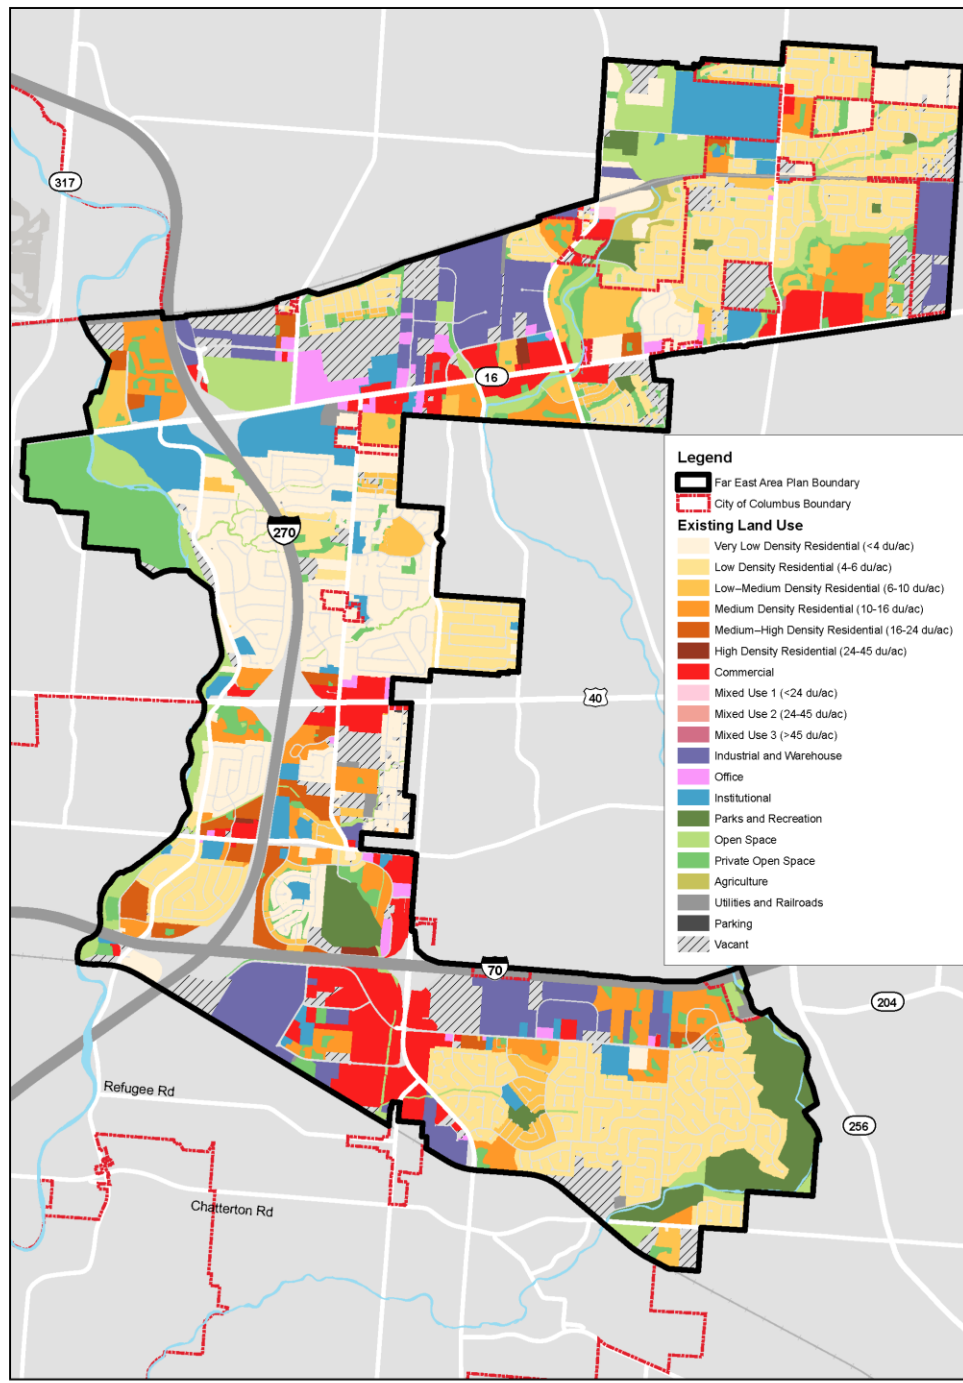 317
16
Legend
Far East Area Plan Boundary
City of Columbus Boundary
Existing Land Use
Very Low Density Residential (<4 du/ac)
Low Density Residential (4-6 du/ac)
Low–Medium Density Residential (6-10 du/ac)
Medium Density Residential (10-16 du/ac)
Medium–High Density Residential (16-24 du/ac)
High Density Residential (24-45 du/ac)
Commercial
Mixed Use 1 (<24 du/ac)
Mixed Use 2 (24-45 du/ac)
Mixed Use 3 (>45 du/ac)
Industrial and Warehouse
Office
Institutional
Parks and Recreation
Open Space
Private Open Space
Agriculture
Utilities and Railroads
Parking
Vacant
270
40
70
204
Refugee Rd
256
Chatterton Rd